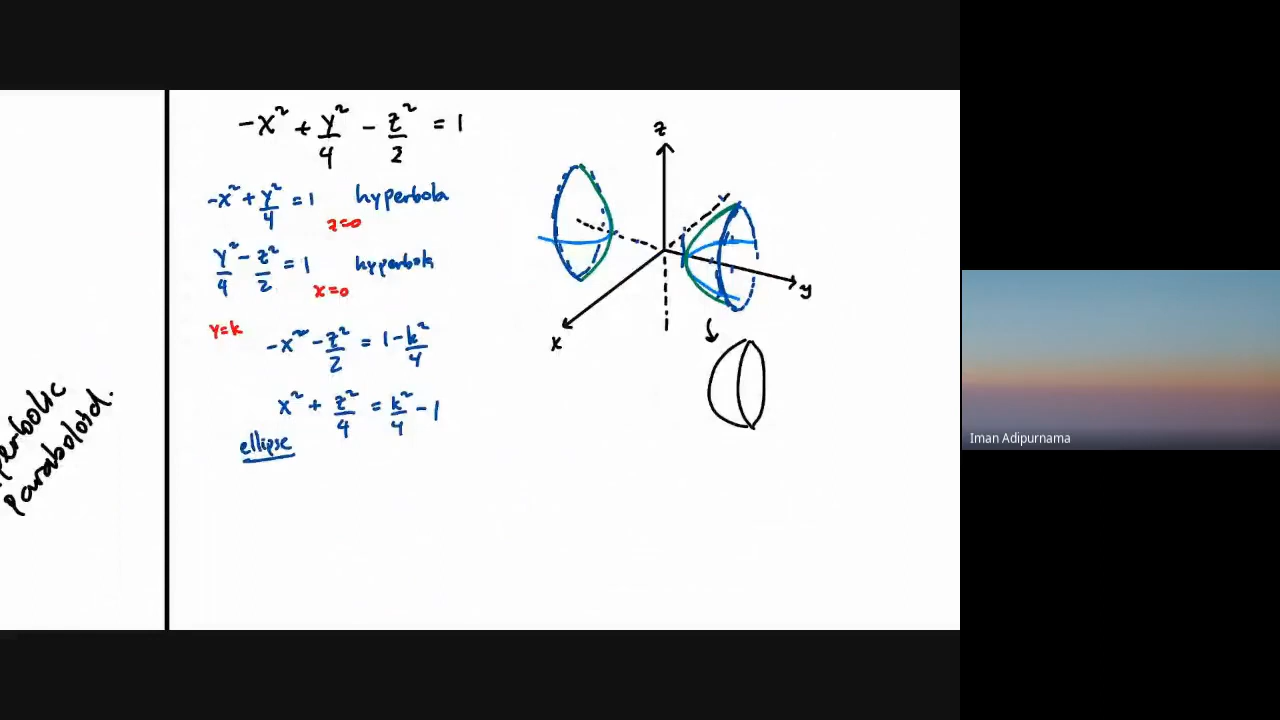 -x² + y²/4 - z²/2 = 1
-x² + y²/4 = 1 hyperbola
z=0
y²/4 - z²/2 = 1 hyperbola
x=0
y=k
-x² - z²/2 = 1 - k²/4
x² + z²/4 = k²/4 - 1
ellipse
z
y
x
Paraboloid.
Iman Adipurnama